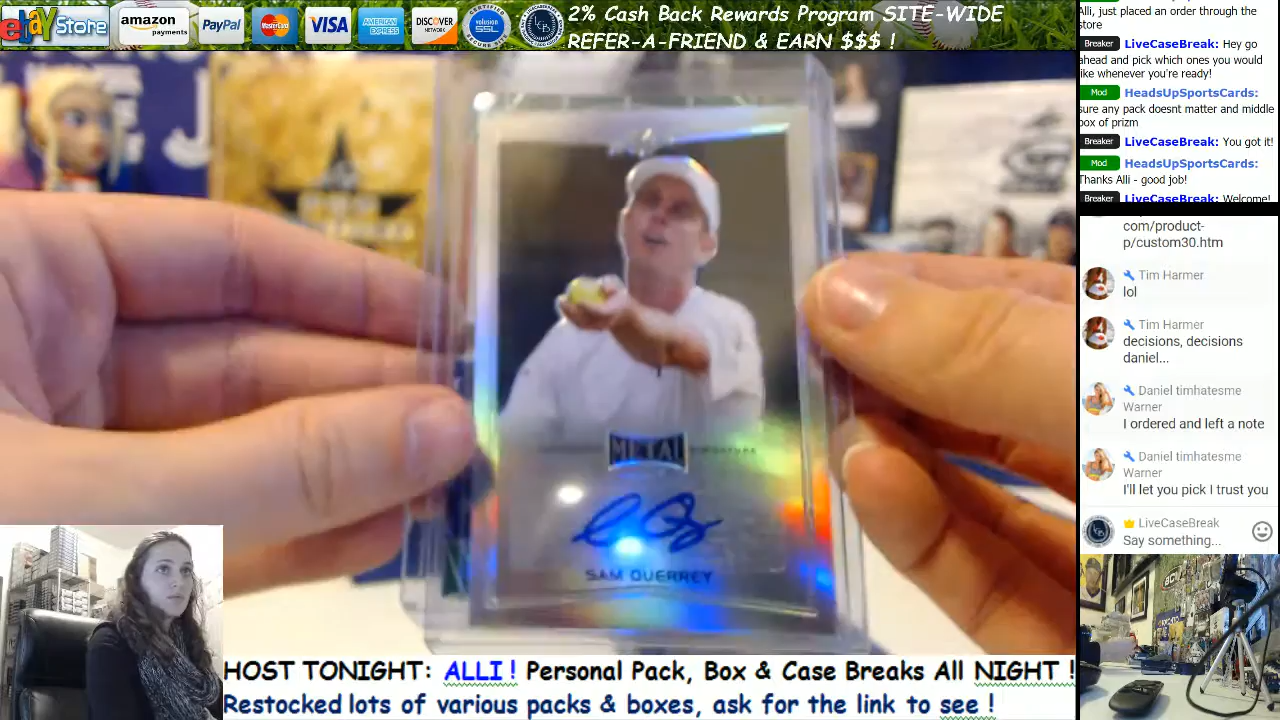 ebay Store
amazon payments
PayPal
MasterCard
VISA
AMERICAN EXPRESS
DISCOVER NETWORK
volusion SSL
LCB
2% Cash Back Rewards Program SITE-WIDE
REFER-A-FRIEND & EARN $$$ !
METAL
SAM QUERREY
HOST TONIGHT: ALLI ! Personal Pack, Box & Case Breaks All NIGHT !
Restocked lots of various packs & boxes, ask for the link to see !
Alli, just placed an order through the
store
Breaker LiveCaseBreak: Hey go
ahead and pick which ones you would
like whenever you're ready!
Mod HeadsUpSportsCards:
sure any pack doesnt matter and middle
box of prizm
Breaker LiveCaseBreak: You got it!
Mod HeadsUpSportsCards:
Thanks Alli - good job!
Breaker LiveCaseBreak: Welcome!
com/product-
p/custom30.htm
Tim Harmer
lol
Tim Harmer
decisions, decisions
daniel...
Daniel timhatesme
Warner
I ordered and left a note
Daniel timhatesme
Warner
I'll let you pick I trust you
LiveCaseBreak
Say something...